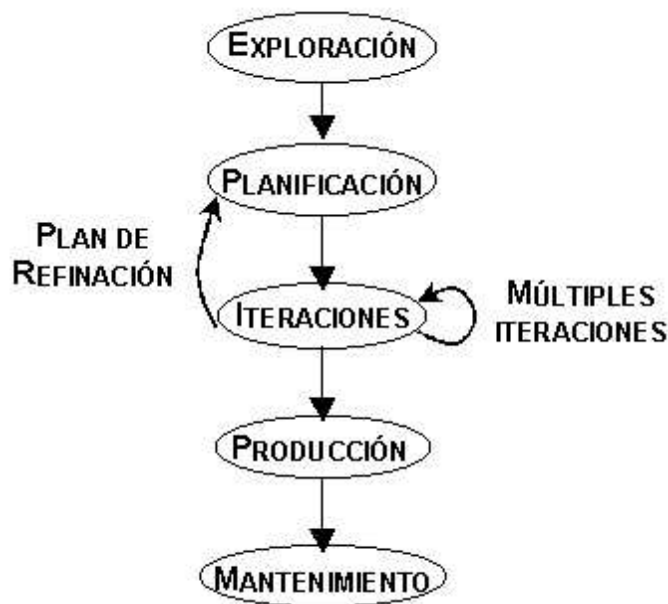 EXPLORACIÓN
PLANIFICACIÓN
PLAN DE
REFINACIÓN
ITERACIONES
MÚLTIPLES
ITERACIONES
PRODUCCIÓN
MANTENIMIENTO